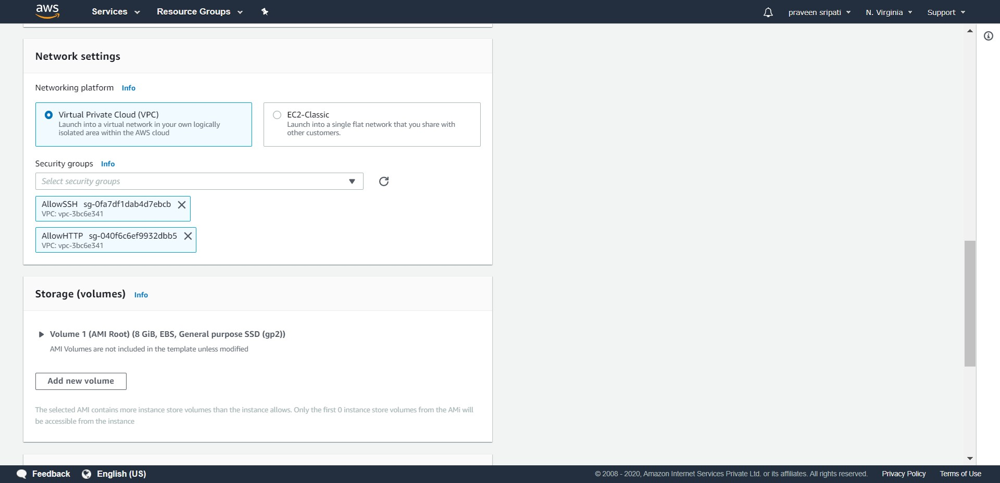 aws
Services
Resource Groups
praveen sripati
N. Virginia
Support
Network settings
Networking platform Info
Virtual Private Cloud (VPC)
Launch into a virtual network in your own logically
isolated area within the AWS cloud
EC2-Classic
Launch into a single flat network that you share with
other customers.
Security groups Info
Select security groups
AllowSSH sg-0fa7df1dab4d7ebcb
VPC: vpc-3bc6e341
AllowHTTP sg-040f6c6ef9932dbb5
VPC: vpc-3bc6e341
Storage (volumes) Info
Volume 1 (AMI Root) (8 GiB, EBS, General purpose SSD (gp2))
AMI Volumes are not included in the template unless modified
Add new volume
The selected AMI contains more instance store volumes than the instance allows. Only the first 0 instance store volumes from the AMi will
be accessible from the instance
Feedback
English (US)
© 2008 - 2020, Amazon Internet Services Private Ltd. or its affiliates. All rights reserved.
Privacy Policy
Terms of Use